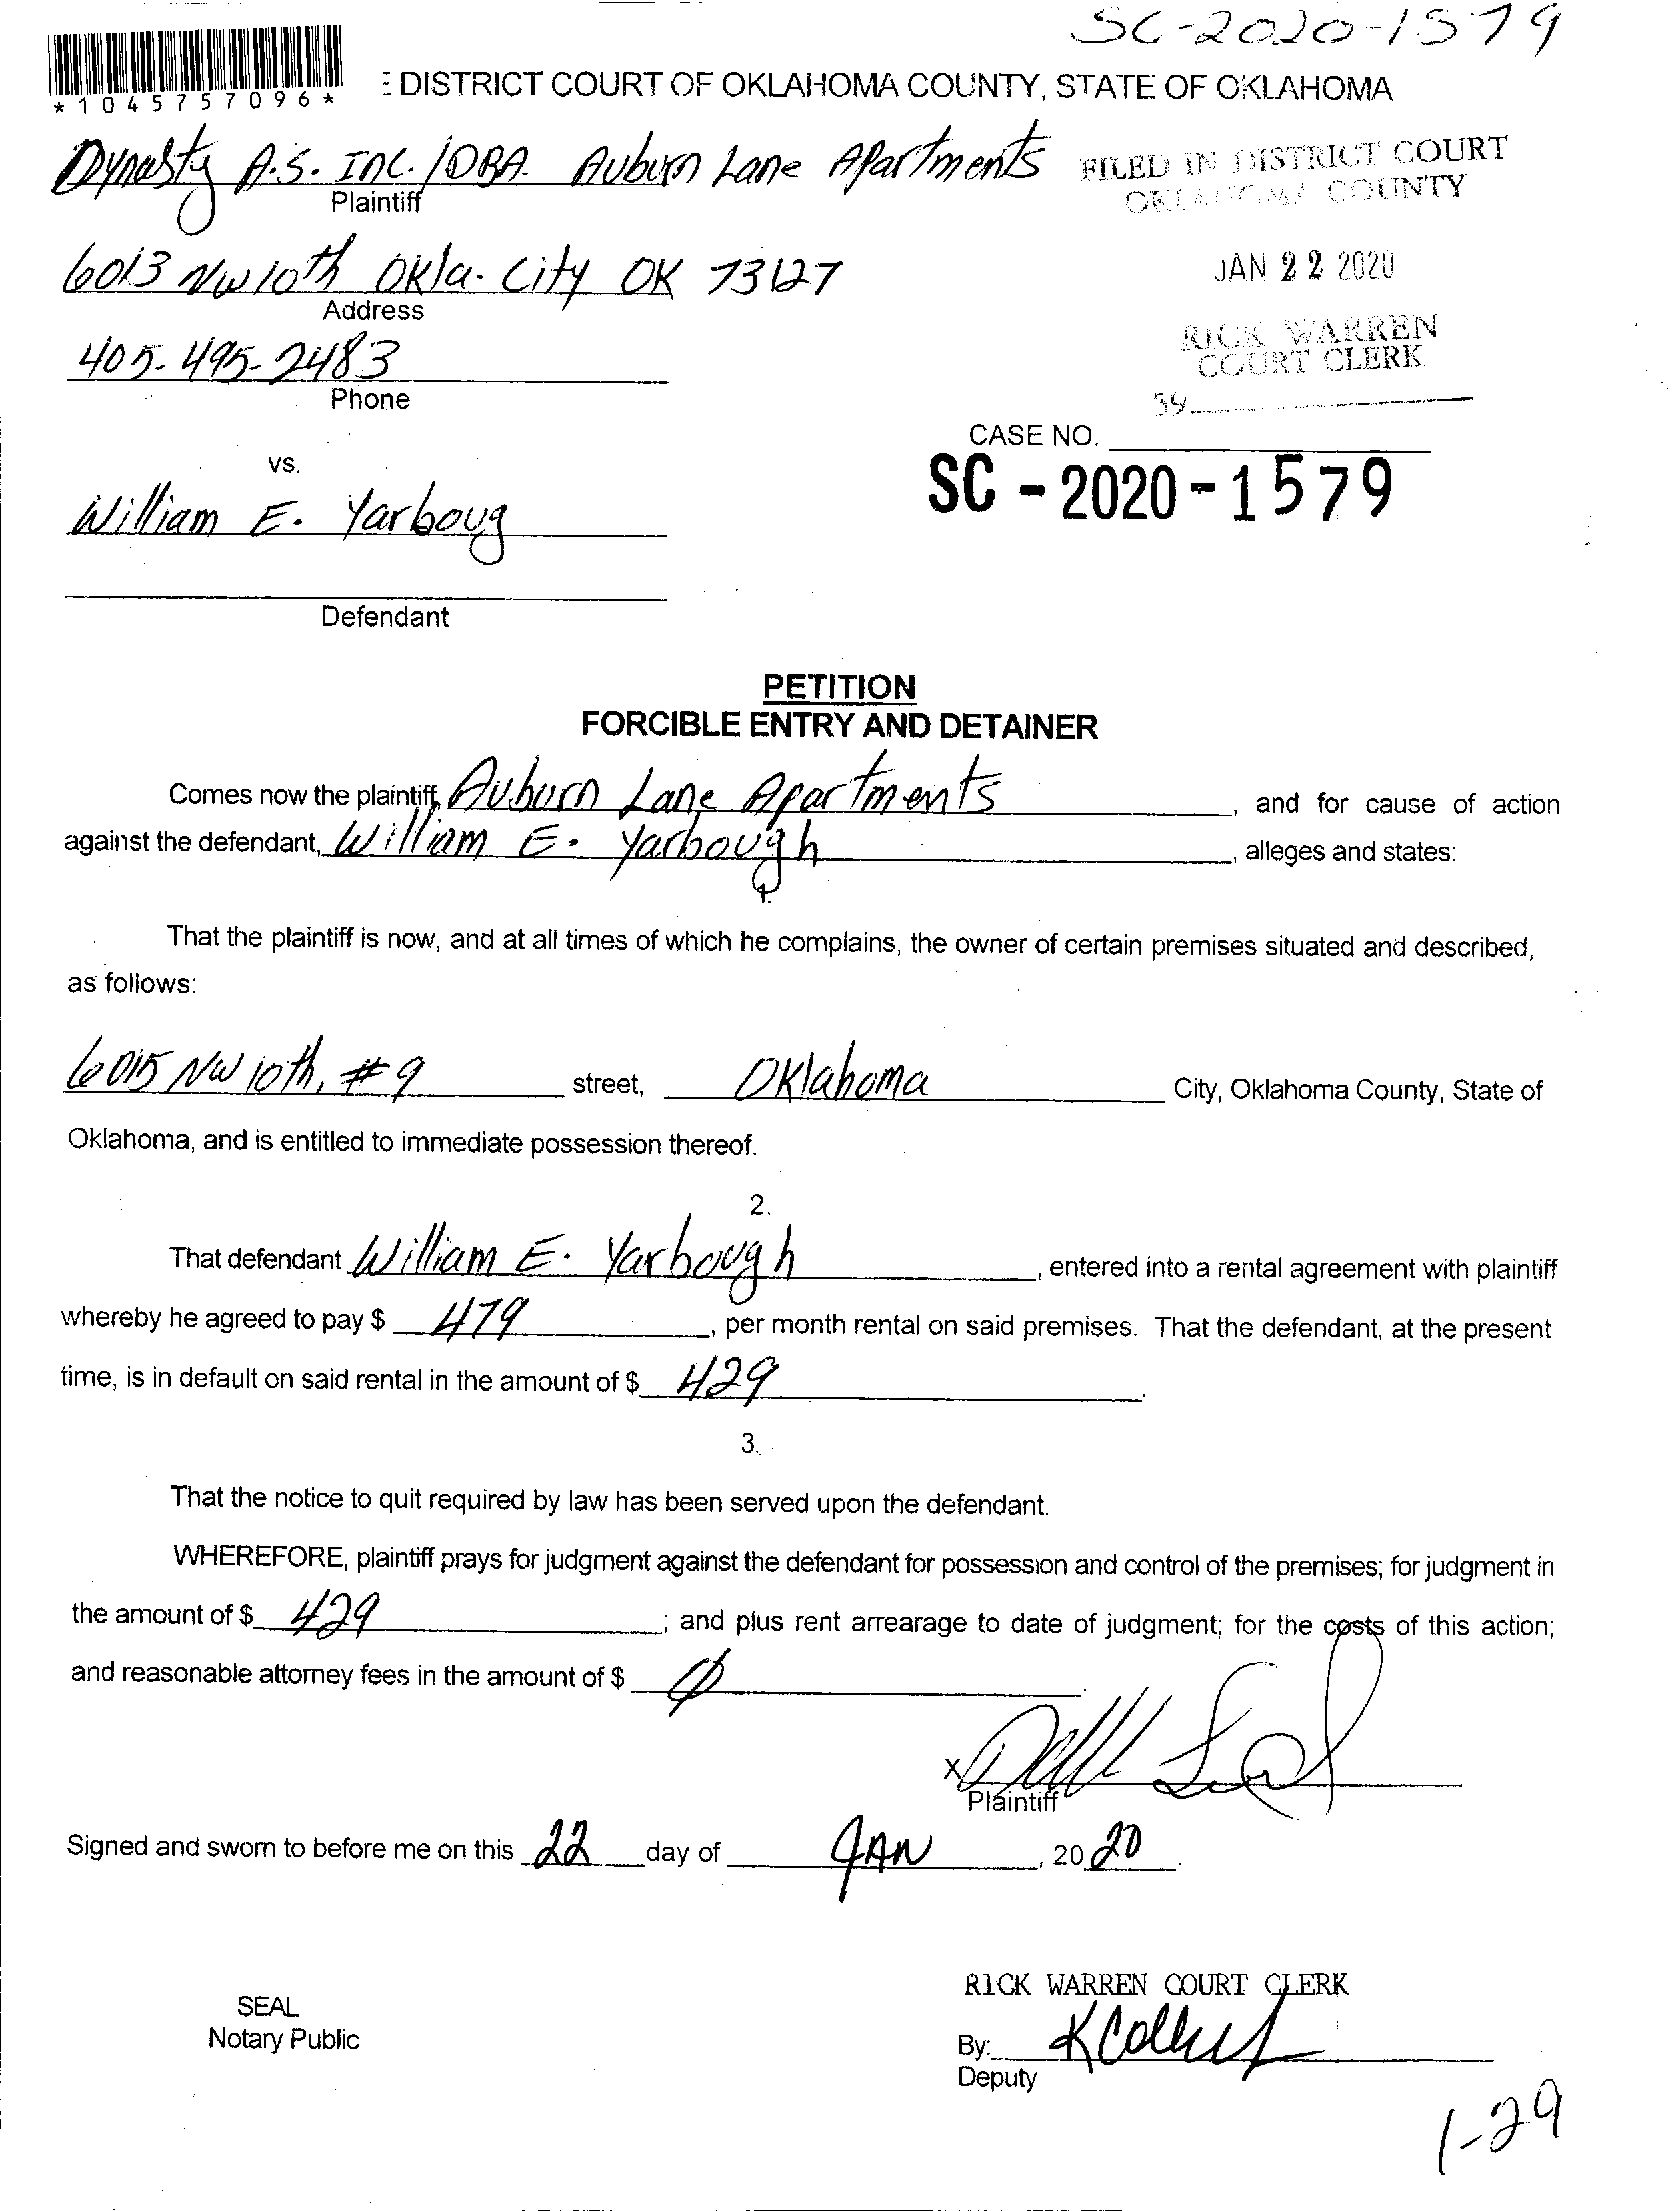 SC-2020-1579
*1045757096*
E DISTRICT COURT OF OKLAHOMA COUNTY, STATE OF OKLAHOMA
Dynasty A.S. Inc. /DBA. Auburn Lane Apartments
Plaintiff
FILED IN DISTRICT COURT
OKLAHOMA COUNTY
6013 NW 10th Okla. City OK 73127
Address
JAN 22 2020
405-495-2483
Phone
RICK WARREN
COURT CLERK
34
CASE NO.
SC-2020-1579
vs.
William E. Yarboug
Defendant
PETITION
FORCIBLE ENTRY AND DETAINER
Comes now the plaintiff, Auburn Lane Apartments, and for cause of action
against the defendant, William E. Yarbough, alleges and states:
1.
That the plaintiff is now, and at all times of which he complains, the owner of certain premises situated and described,
as follows:
6015 NW 10th, #9 street, Oklahoma City, Oklahoma County, State of
Oklahoma, and is entitled to immediate possession thereof.
2.
That defendant William E. Yarbough, entered into a rental agreement with plaintiff
whereby he agreed to pay $ 479, per month rental on said premises. That the defendant, at the present
time, is in default on said rental in the amount of $ 429.
3.
That the notice to quit required by law has been served upon the defendant.
WHEREFORE, plaintiff prays for judgment against the defendant for possession and control of the premises; for judgment in
the amount of $ 429; and plus rent arrearage to date of judgment; for the costs of this action;
and reasonable attorney fees in the amount of $ Ø.
X
Plaintiff
Signed and sworn to before me on this 22 day of JAN, 2020.
SEAL
Notary Public
RICK WARREN COURT CLERK
By:
Deputy
1-29